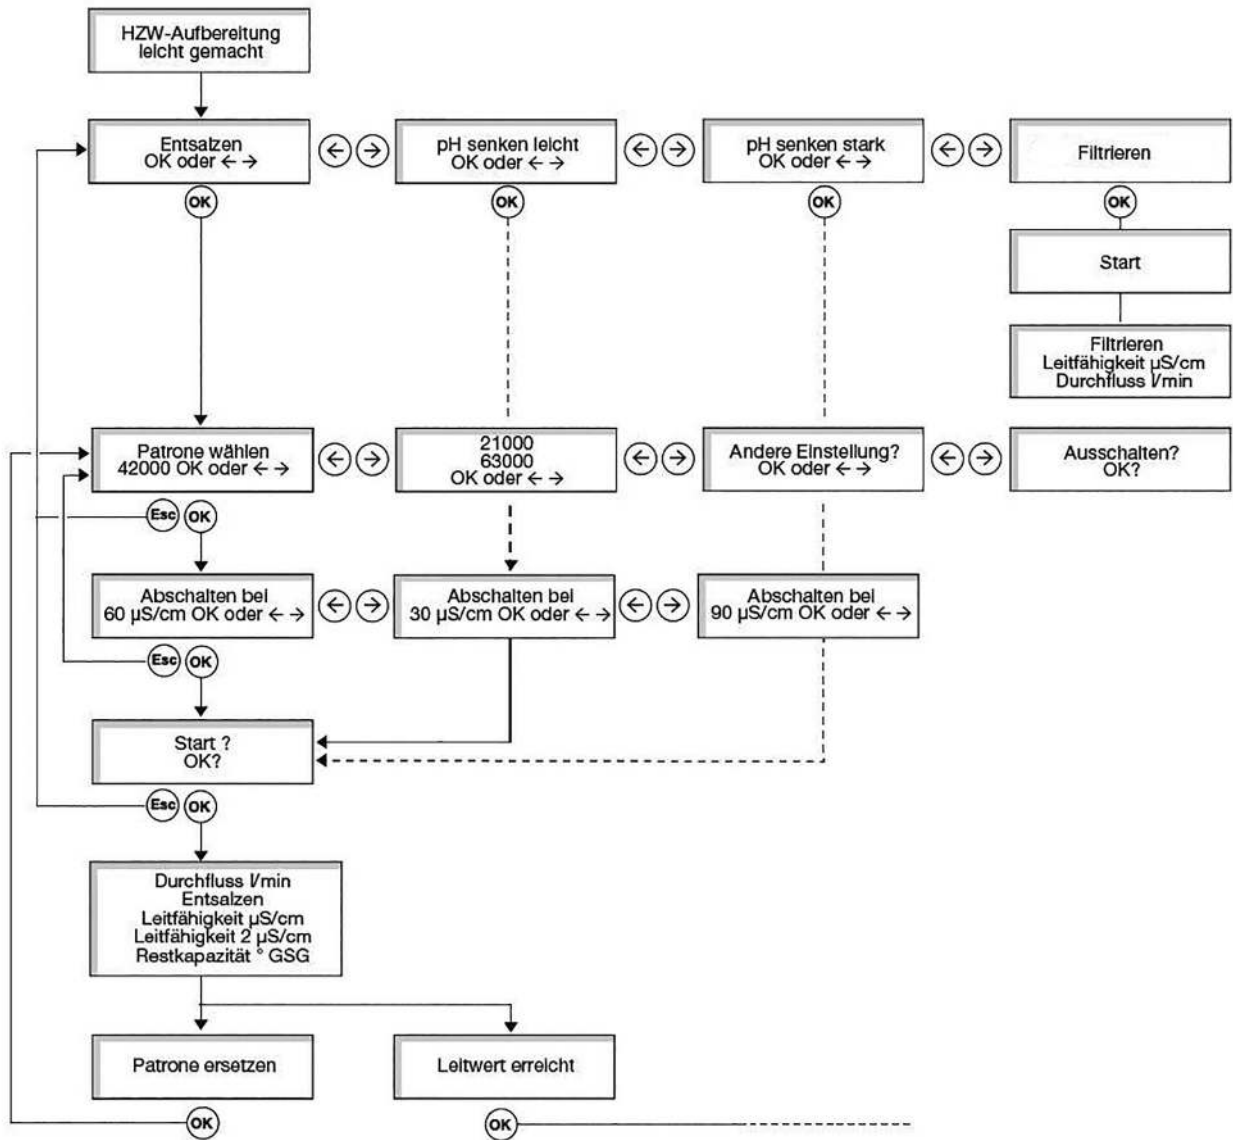 HZW-Aufbereitung
leicht gemacht
Entsalzen
OK oder ← →
← →
pH senken leicht
OK oder ← →
← →
pH senken stark
OK oder ← →
← →
Filtrieren
OK
OK
OK
OK
Start
Filtrieren
Leitfähigkeit µS/cm
Durchfluss l/min
Patrone wählen
42000 OK oder ← →
← →
21000
63000
OK oder ← →
← →
Andere Einstellung?
OK oder ← →
← →
Ausschalten?
OK?
Esc OK
Abschalten bei
60 µS/cm OK oder ← →
← →
Abschalten bei
30 µS/cm OK oder ← →
← →
Abschalten bei
90 µS/cm OK oder ← →
Esc OK
Start ?
OK?
Esc OK
Durchfluss l/min
Entsalzen
Leitfähigkeit µS/cm
Leitfähigkeit 2 µS/cm
Restkapazität ° GSG
Patrone ersetzen
Leitwert erreicht
OK
OK